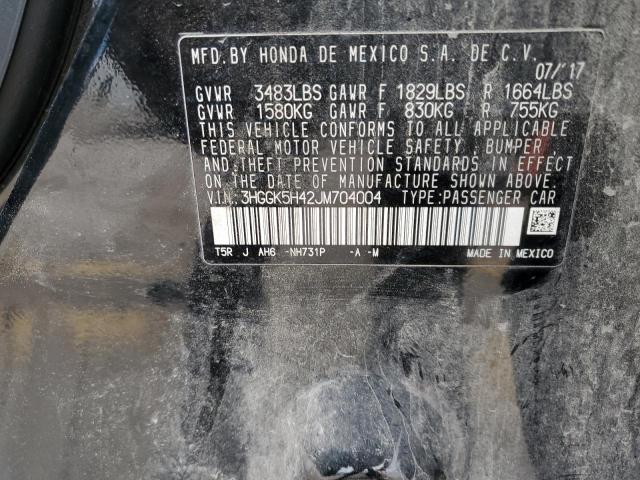 MFD.BY HONDA DE MEXICO S.A. DE C.V.
07/'17
GVWR 3483LBS GAWR F 1829LBS R 1664LBS
GVWR 1580KG GAWR F 830KG R 755KG
THIS VEHICLE CONFORMS TO ALL APPLICABLE
FEDERAL MOTOR VEHICLE SAFETY, BUMPER,
AND THEFT PREVENTION STANDARDS IN EFFECT
ON THE DATE OF MANUFACTURE SHOWN ABOVE.
V.I.N.: 3HGGK5H42JM704004 TYPE:PASSENGER CAR
T5R J AH6 -NH731P -A -M MADE IN MEXICO